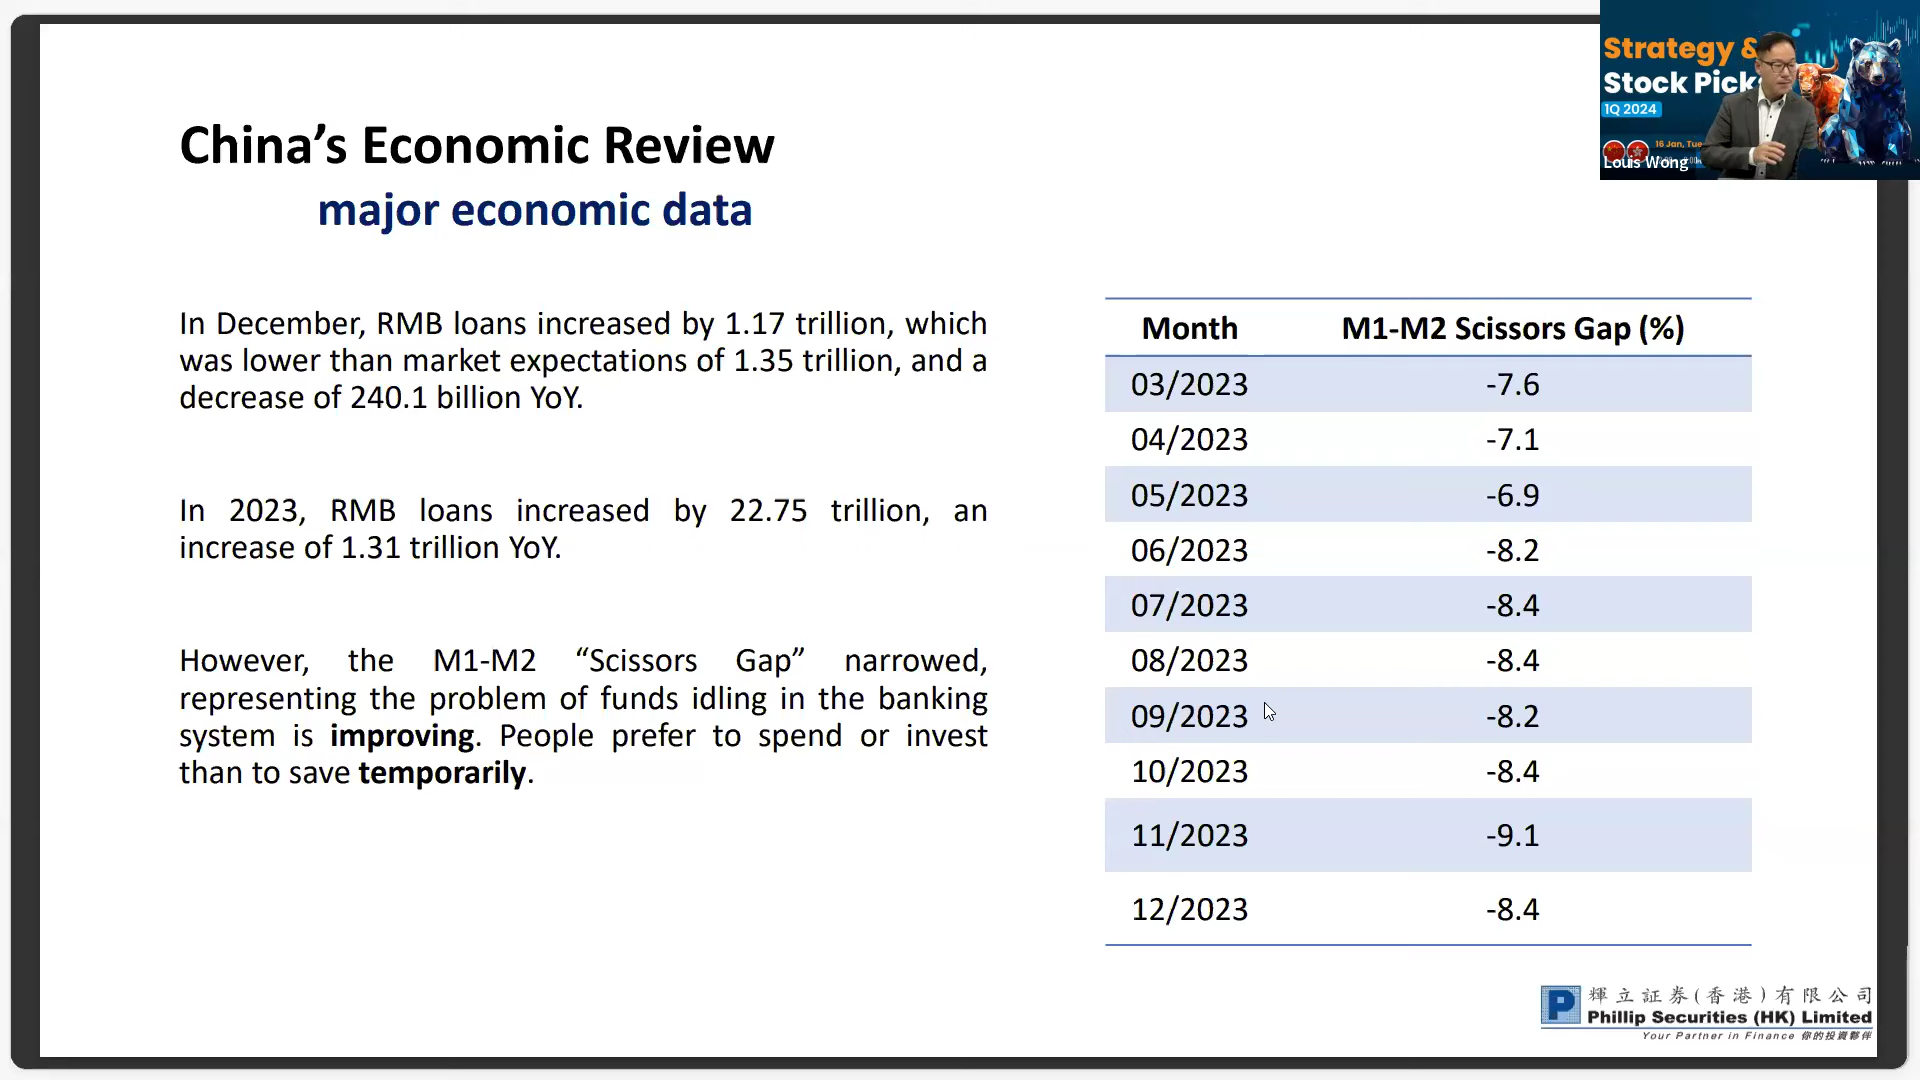 China’s Economic Review
major economic data
In December, RMB loans increased by 1.17 trillion, which
was lower than market expectations of 1.35 trillion, and a
decrease of 240.1 billion YoY.
In 2023, RMB loans increased by 22.75 trillion, an
increase of 1.31 trillion YoY.
However, the M1-M2 “Scissors Gap” narrowed,
representing the problem of funds idling in the banking
system is improving. People prefer to spend or invest
than to save temporarily.
Month M1-M2 Scissors Gap (%)
03/2023 -7.6
04/2023 -7.1
05/2023 -6.9
06/2023 -8.2
07/2023 -8.4
08/2023 -8.4
09/2023 -8.2
10/2023 -8.4
11/2023 -9.1
12/2023 -8.4
Strategy &
Stock Pick
1Q 2024
16 Jan, Tue
Louis Wong
P
輝立証券(香港)有限公司
Phillip Securities (HK) Limited
Your Partner in Finance 你的投資夥伴